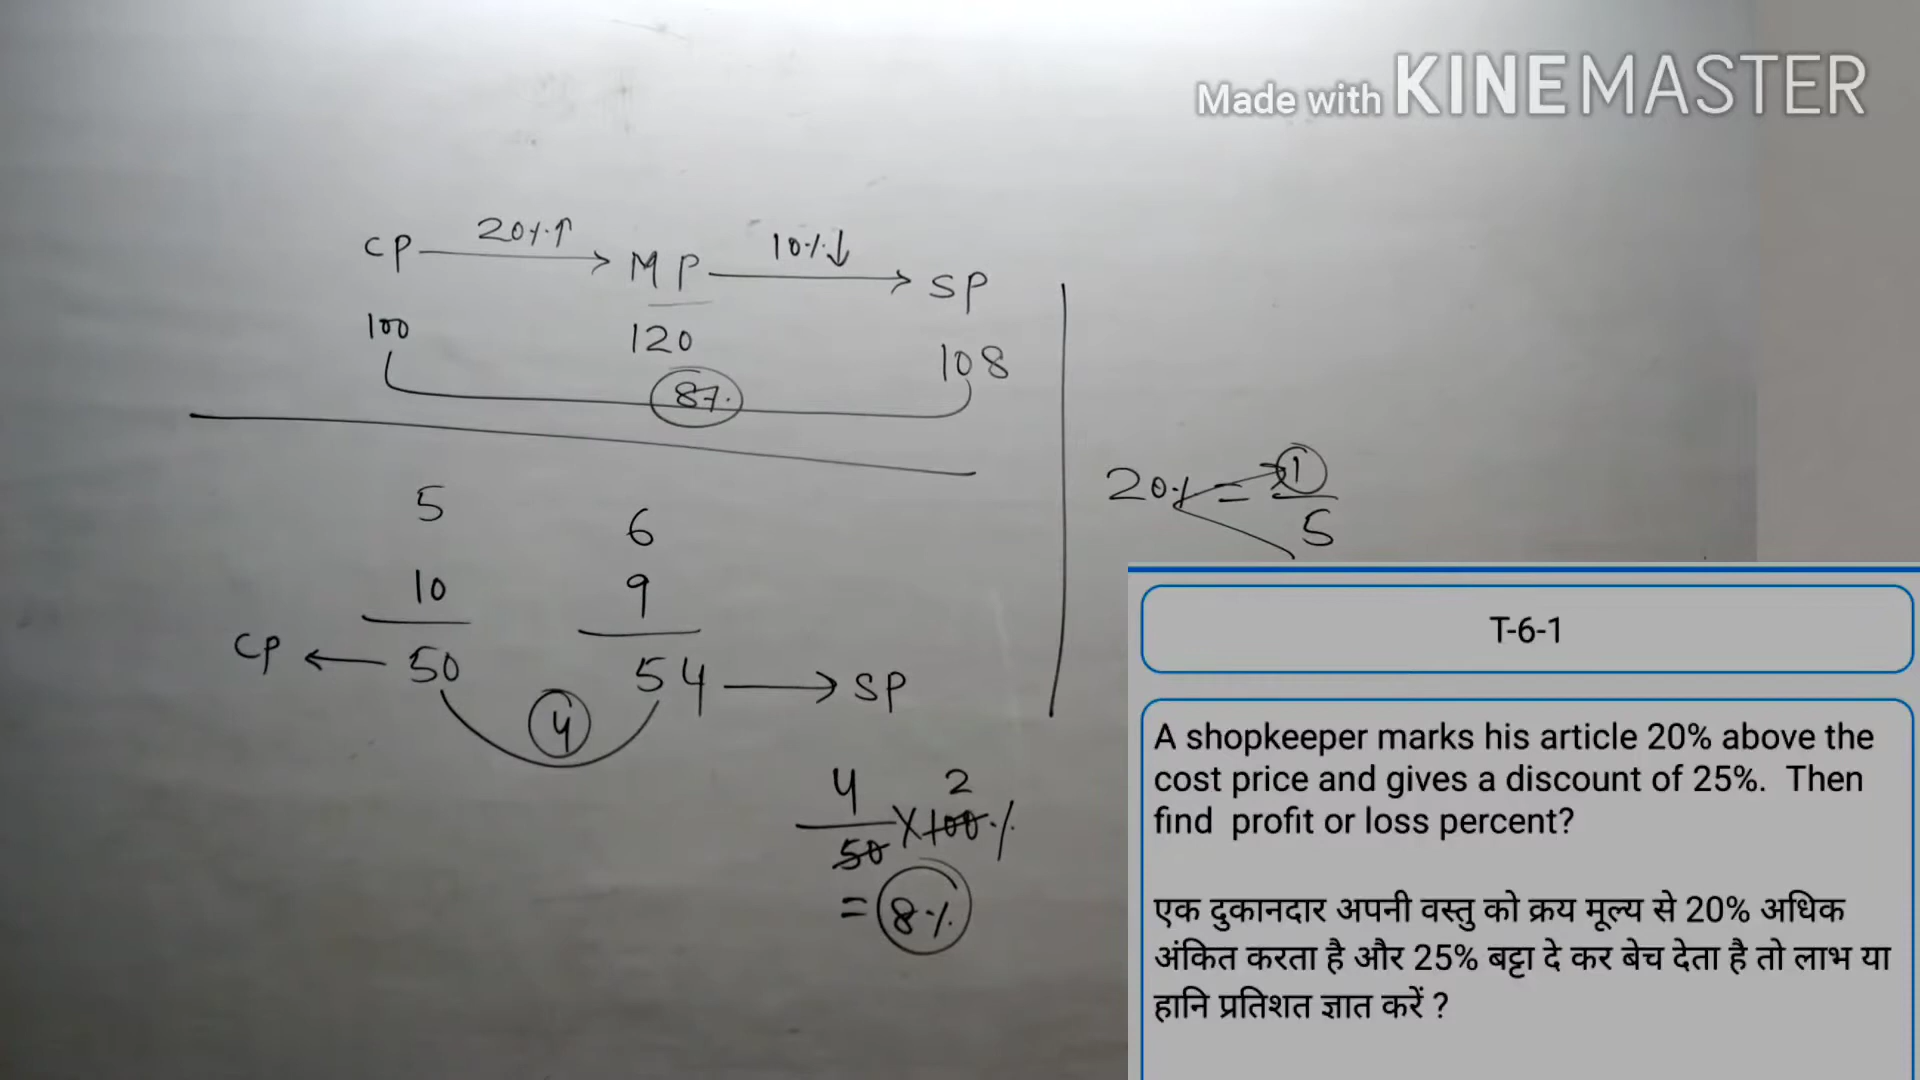 Made with KINEMASTER
CP 20%↑ → MP 10%↓ → SP
100 120 108
8%.
5 6
10 9
CP ← 50 54 → SP
4
4/50 × 100% 2
= 8%
20% = 1/5
T-6-1
A shopkeeper marks his article 20% above the
cost price and gives a discount of 25%. Then
find profit or loss percent?
एक दुकानदार अपनी वस्तु को क्रय मूल्य से 20% अधिक
अंकित करता है और 25% बट्टा दे कर बेच देता है तो लाभ या
हानि प्रतिशत ज्ञात करें ?